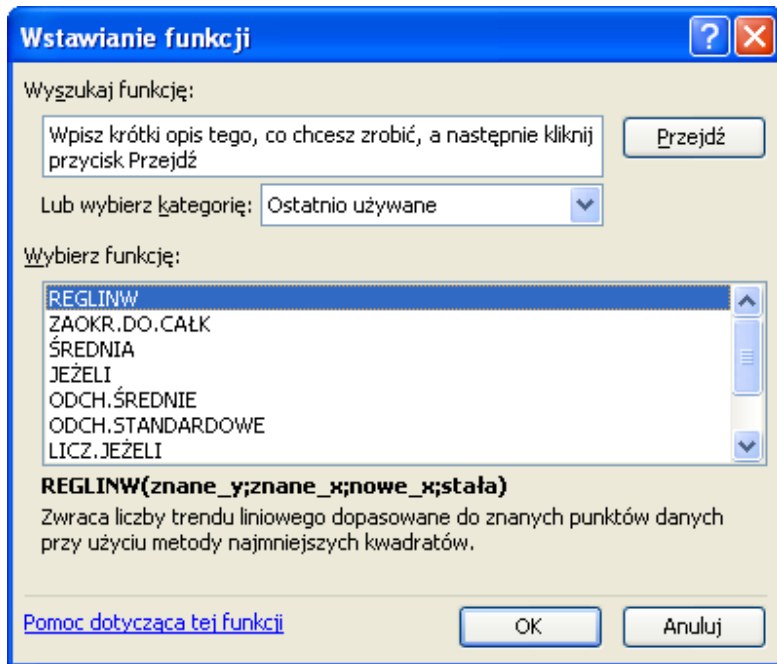 Wstawianie funkcji
Wyszukaj funkcję:
Wpisz krótki opis tego, co chcesz zrobić, a następnie kliknij
przycisk Przejdź
Przejdź
Lub wybierz kategorię: Ostatnio używane
Wybierz funkcję:
REGLINW
ZAOKR.DO.CAŁK
ŚREDNIA
JEŻELI
ODCH.ŚREDNIE
ODCH.STANDARDOWE
LICZ.JEŻELI
REGLINW(znane_y;znane_x;nowe_x;stała)
Zwraca liczby trendu liniowego dopasowane do znanych punktów danych
przy użyciu metody najmniejszych kwadratów.
Pomoc dotycząca tej funkcji
OK
Anuluj